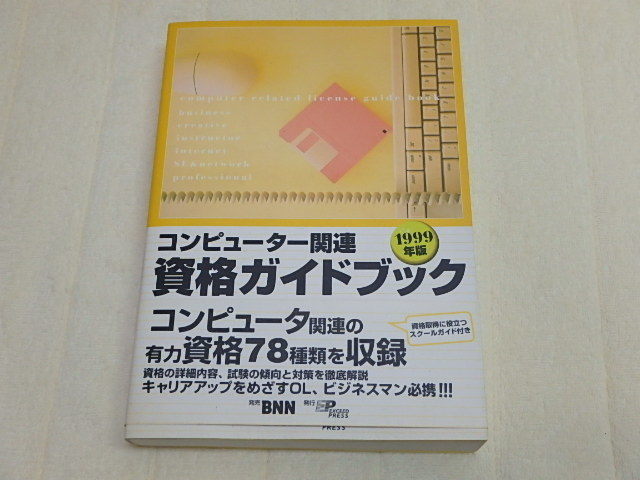 computer related license guide book
business
creative
instructor
internet
SE & network
professional
コンピューター関連
1999
年版
資格ガイドブック
コンピュータ関連の
有力資格78種類を収録
資格取得に役立つ
スクールガイド付き
資格の詳細内容、試験の傾向と対策を徹底解説
キャリアアップをめざすOL、ビジネスマン必携!!!
発売 BNN 発行 EP EXCEED
PRESS
PRESS